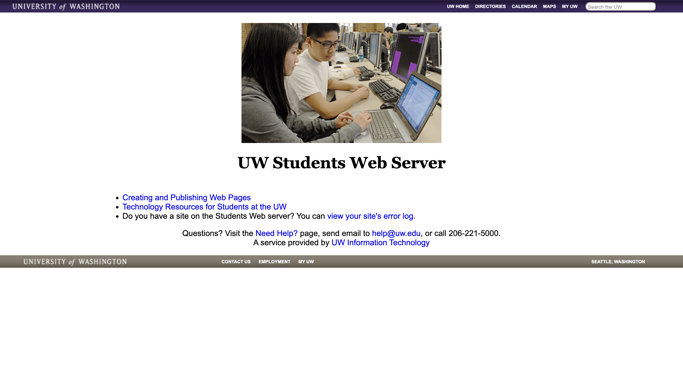 UNIVERSITY of WASHINGTON
UW HOME DIRECTORIES CALENDAR MAPS MY UW Search the UW
UW Students Web Server
• Creating and Publishing Web Pages
• Technology Resources for Students at the UW
• Do you have a site on the Students Web server? You can view your site's error log.
Questions? Visit the Need Help? page, send email to help@uw.edu, or call 206-221-5000.
A service provided by UW Information Technology
UNIVERSITY of WASHINGTON
CONTACT US EMPLOYMENT MY UW
SEATTLE, WASHINGTON